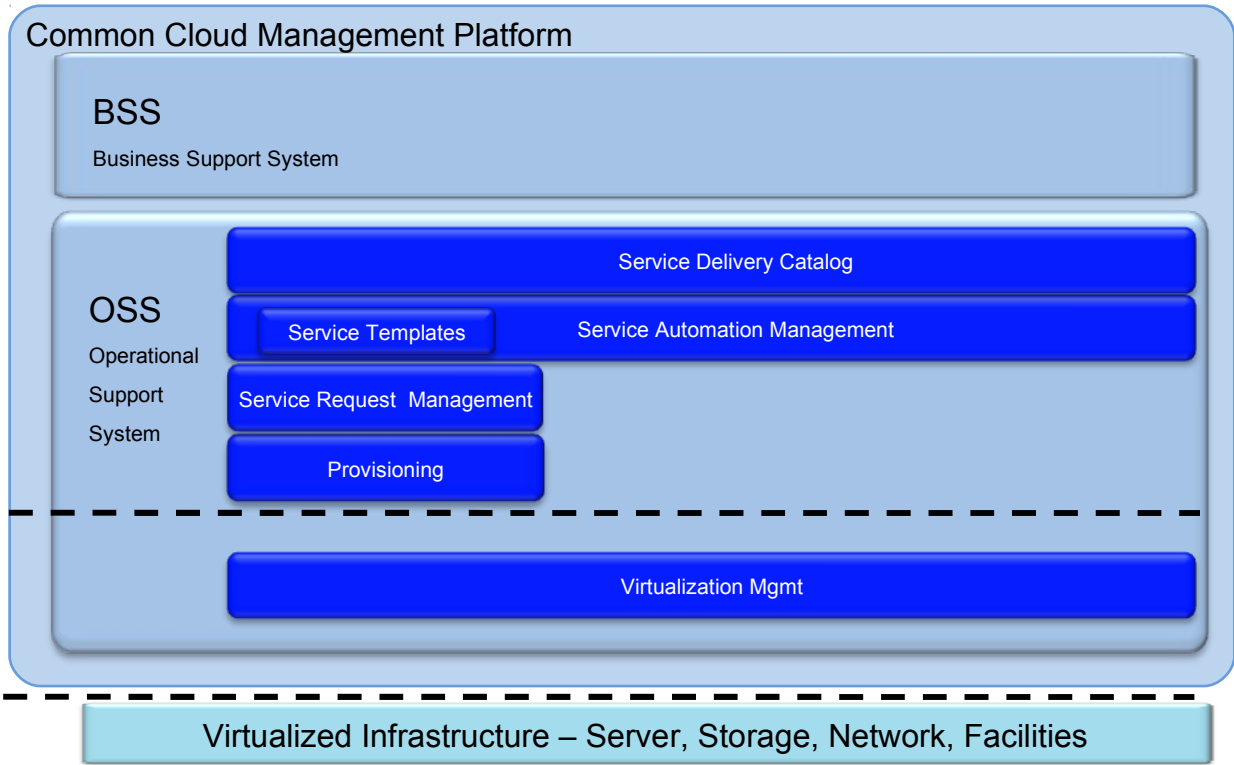 Common Cloud Management Platform
BSS
Business Support System
Service Delivery Catalog
OSS
Service Templates
Service Automation Management
Operational
Support
System
Service Request Management
Provisioning
Virtualization Mgmt
Virtualized Infrastructure – Server, Storage, Network, Facilities